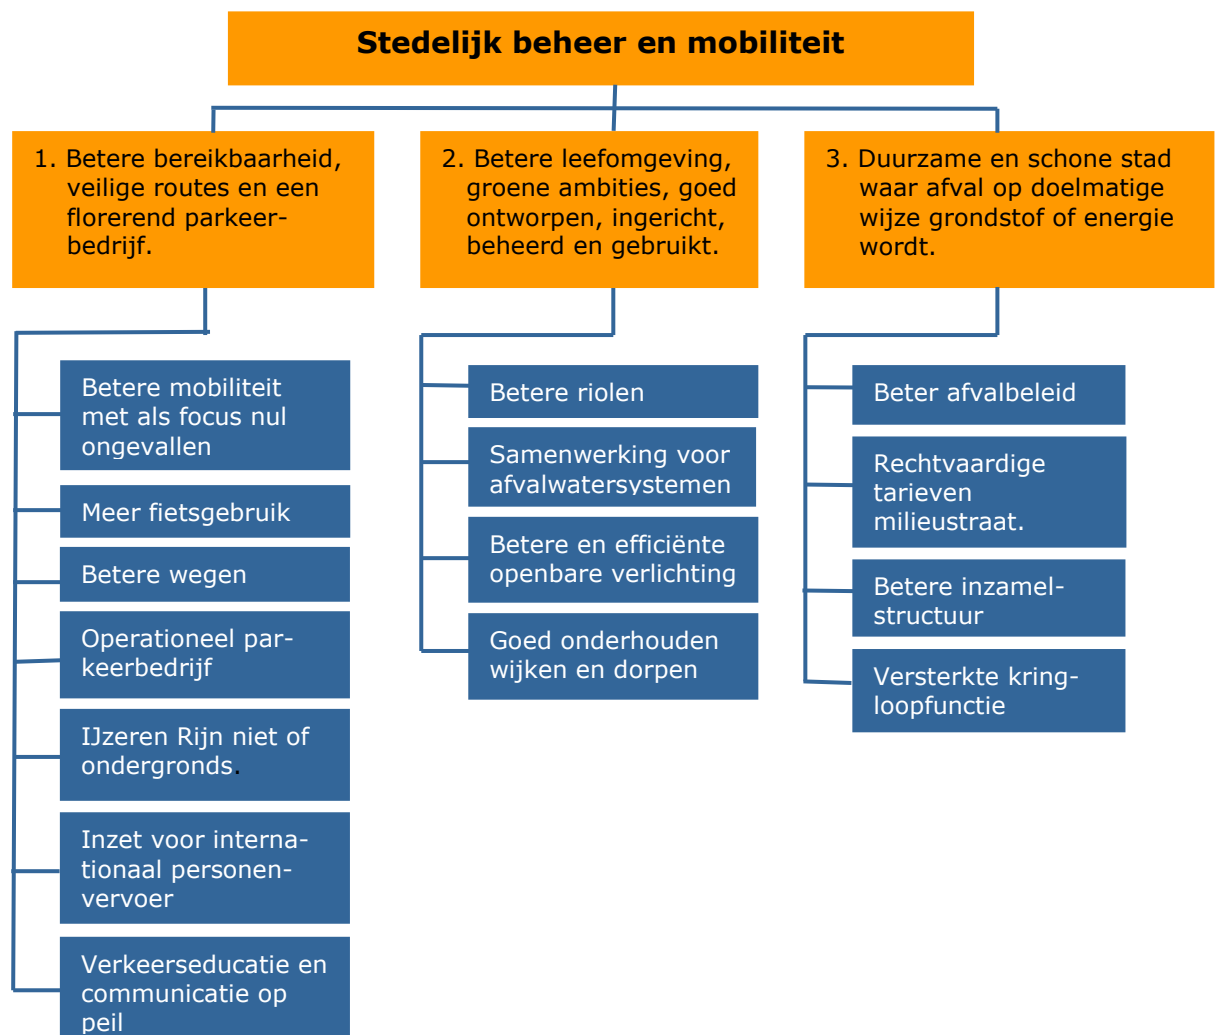 Stedelijk beheer en mobiliteit
1. Betere bereikbaarheid,
veilige routes en een
florerend parkeer-
bedrijf.
2. Betere leefomgeving,
groene ambities, goed
ontworpen, ingericht,
beheerd en gebruikt.
3. Duurzame en schone stad
waar afval op doelmatige
wijze grondstof of energie
wordt.
Betere mobiliteit
met als focus nul
ongevallen
Meer fietsgebruik
Betere wegen
Operationeel par-
keerbedrijf
IJzeren Rijn niet of
ondergronds.
Inzet voor interna-
tionaal personen-
vervoer
Verkeerseducatie en
communicatie op
peil
Betere riolen
Samenwerking voor
afvalwatersystemen
Betere en efficiënte
openbare verlichting
Goed onderhouden
wijken en dorpen
Beter afvalbeleid
Rechtvaardige
tarieven
milieustraat.
Betere inzamel-
structuur
Versterkte kring-
loopfunctie